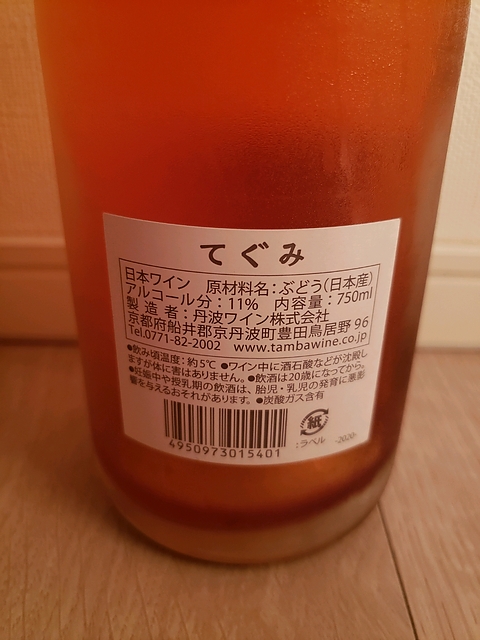 てぐみ
日本ワイン　原材料名：ぶどう（日本産）
アルコール分：11%　内容量：750ml
製造者：丹波ワイン株式会社
京都府船井郡京丹波町豊田鳥居野96
Tel.0771-82-2002　www.tambawine.co.jp
●飲み頃温度：約5℃ ●ワイン中に酒石酸などが沈殿し
ますが体に害はありません。●飲酒は20歳になってから。
●妊娠中や授乳期の飲酒は、胎児・乳児の発育に悪影
響を与えるおそれがあります。●炭酸ガス含有
紙
：ラベル　-2020-
4950973015401